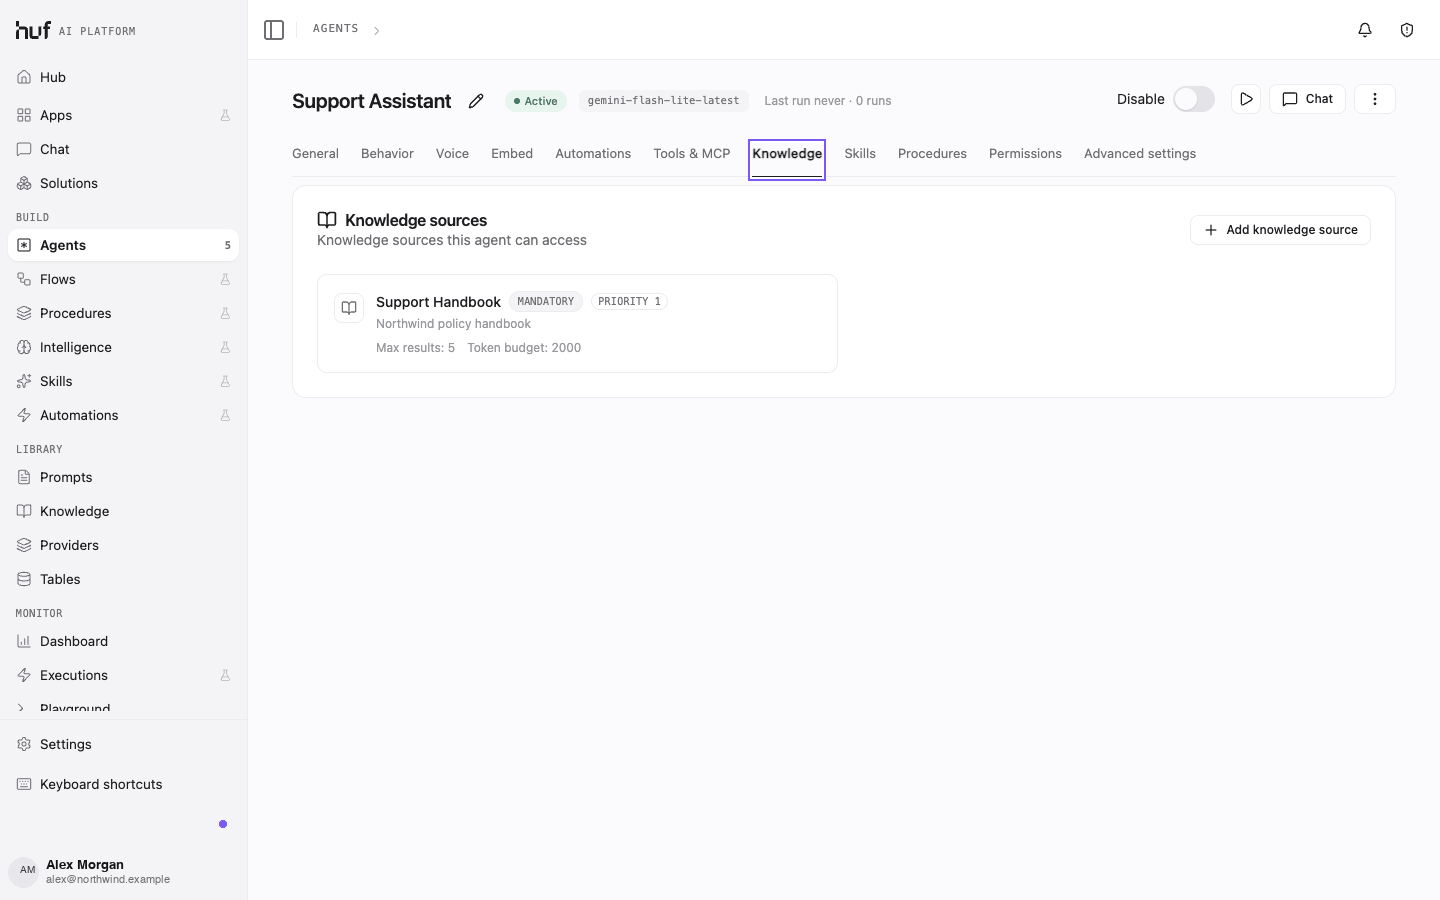 huf AI PLATFORM
Hub
Apps
Chat
Solutions
BUILD
Agents 5
Flows
Procedures
Intelligence
Skills
Automations
LIBRARY
Prompts
Knowledge
Providers
Tables
MONITOR
Dashboard
Executions
Playground
Settings
Keyboard shortcuts
AM Alex Morgan
alex@northwind.example
AGENTS
Support Assistant Active gemini-flash-lite-latest Last run never · 0 runs Disable Chat
General Behavior Voice Embed Automations Tools & MCP Knowledge Skills Procedures Permissions Advanced settings
Knowledge sources
Knowledge sources this agent can access
Add knowledge source
Support Handbook MANDATORY PRIORITY 1
Northwind policy handbook
Max results: 5 Token budget: 2000